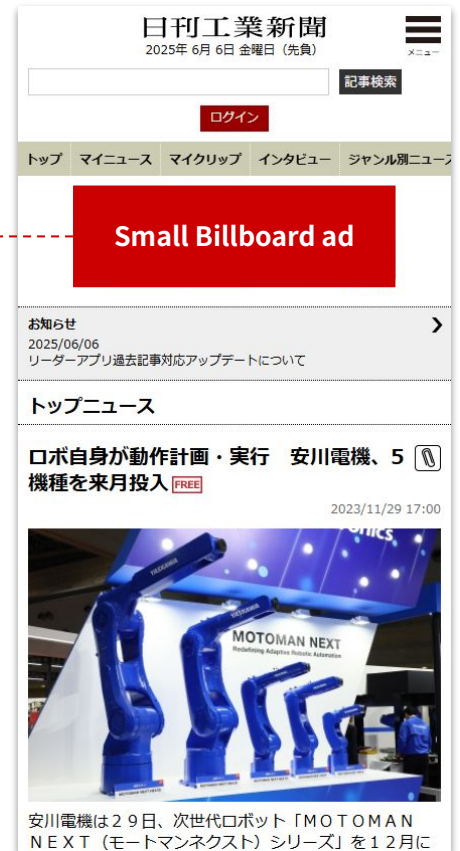 日刊工業新聞
2025年 6月 6日 金曜日（先負）
メニュー
記事検索
ログイン
トップ マイニュース マイクリップ インタビュー ジャンル別ニュース
Small Billboard ad
お知らせ
2025/06/06
リーダーアプリ過去記事対応アップデートについて
トップニュース
ロボ自身が動作計画・実行　安川電機、５
機種を来月投入 FREE
2023/11/29 17:00
onics
YASKAWA
YASKAWA
MOTOMAN NEXT
Redefining Adaptive Robotic Automation
安川電機は２９日、次世代ロボット「ＭＯＴＯＭＡＮ
ＮＥＸＴ（モートマンネクスト）シリーズ」を１２月に